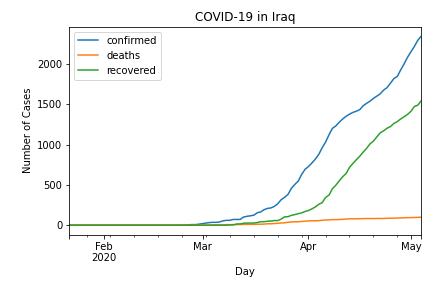 COVID-19 in Iraq
confirmed
deaths
recovered
Number of Cases
2000
1500
1000
500
0
Feb
2020
Mar
Apr
May
Day